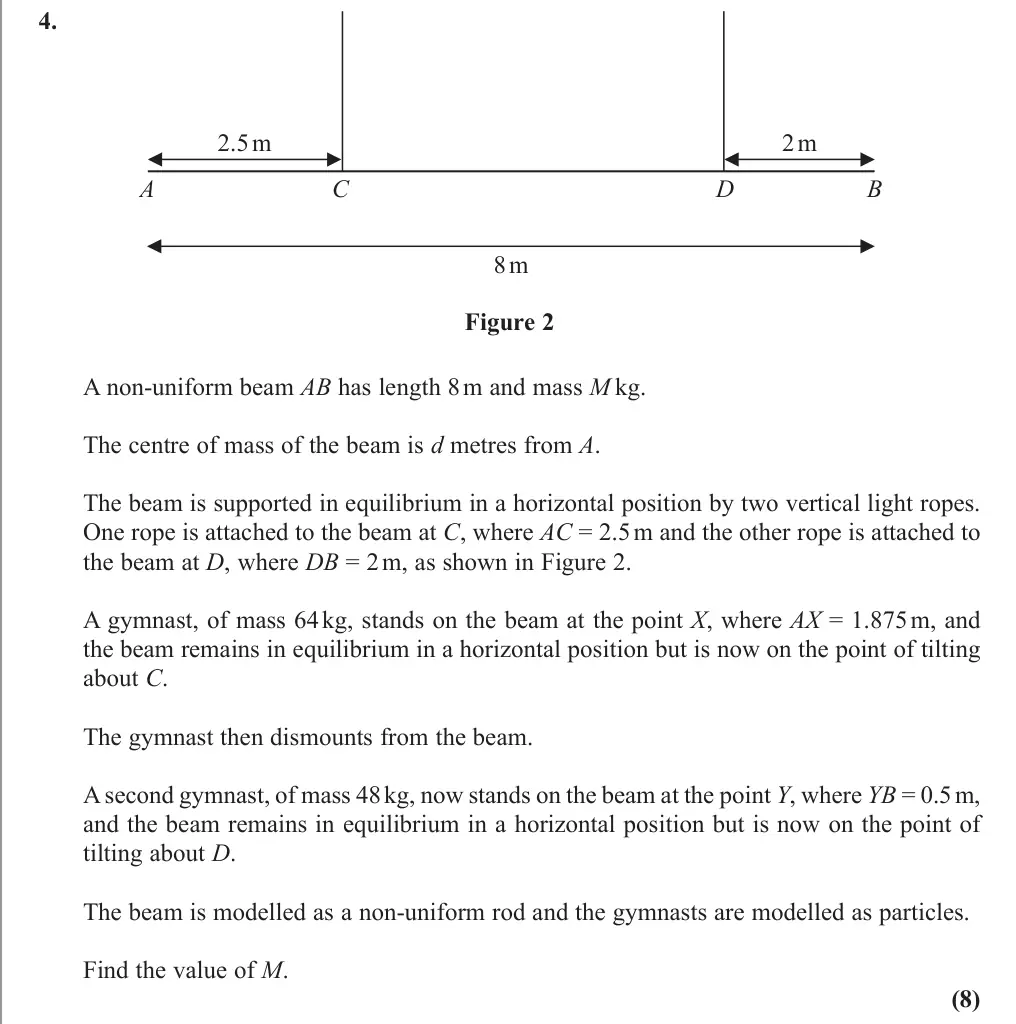 4.
2.5 m
2 m
A
C
D
B
8 m
Figure 2
A non-uniform beam AB has length 8 m and mass M kg.
The centre of mass of the beam is d metres from A.
The beam is supported in equilibrium in a horizontal position by two vertical light ropes.
One rope is attached to the beam at C, where AC = 2.5 m and the other rope is attached to
the beam at D, where DB = 2 m, as shown in Figure 2.
A gymnast, of mass 64 kg, stands on the beam at the point X, where AX = 1.875 m, and
the beam remains in equilibrium in a horizontal position but is now on the point of tilting
about C.
The gymnast then dismounts from the beam.
A second gymnast, of mass 48 kg, now stands on the beam at the point Y, where YB = 0.5 m,
and the beam remains in equilibrium in a horizontal position but is now on the point of
tilting about D.
The beam is modelled as a non-uniform rod and the gymnasts are modelled as particles.
Find the value of M.
(8)